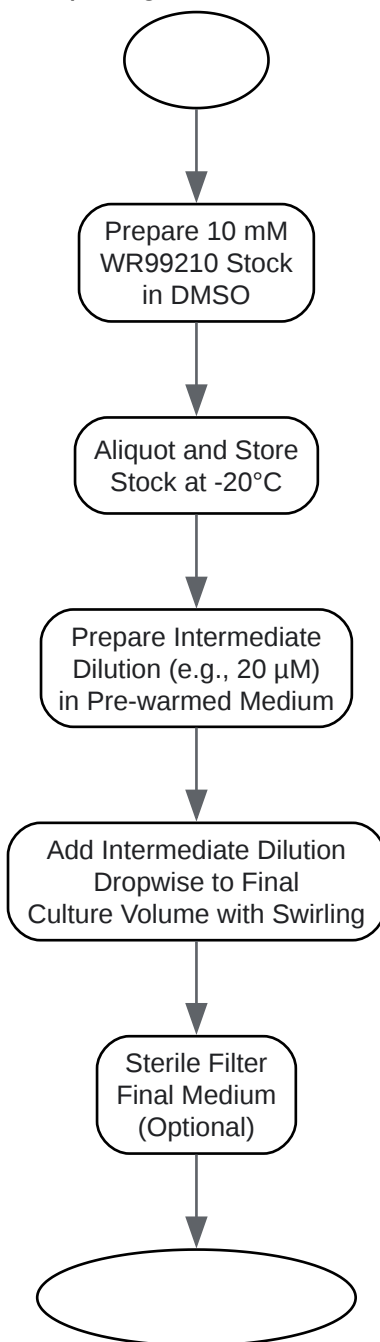 Prepare 10 mM
WR99210 Stock
in DMSO
Aliquot and Store
Stock at -20°C
Prepare Intermediate
Dilution (e.g., 20 µM)
in Pre-warmed Medium
Add Intermediate Dilution
Dropwise to Final
Culture Volume with Swirling
Sterile Filter
Final Medium
(Optional)